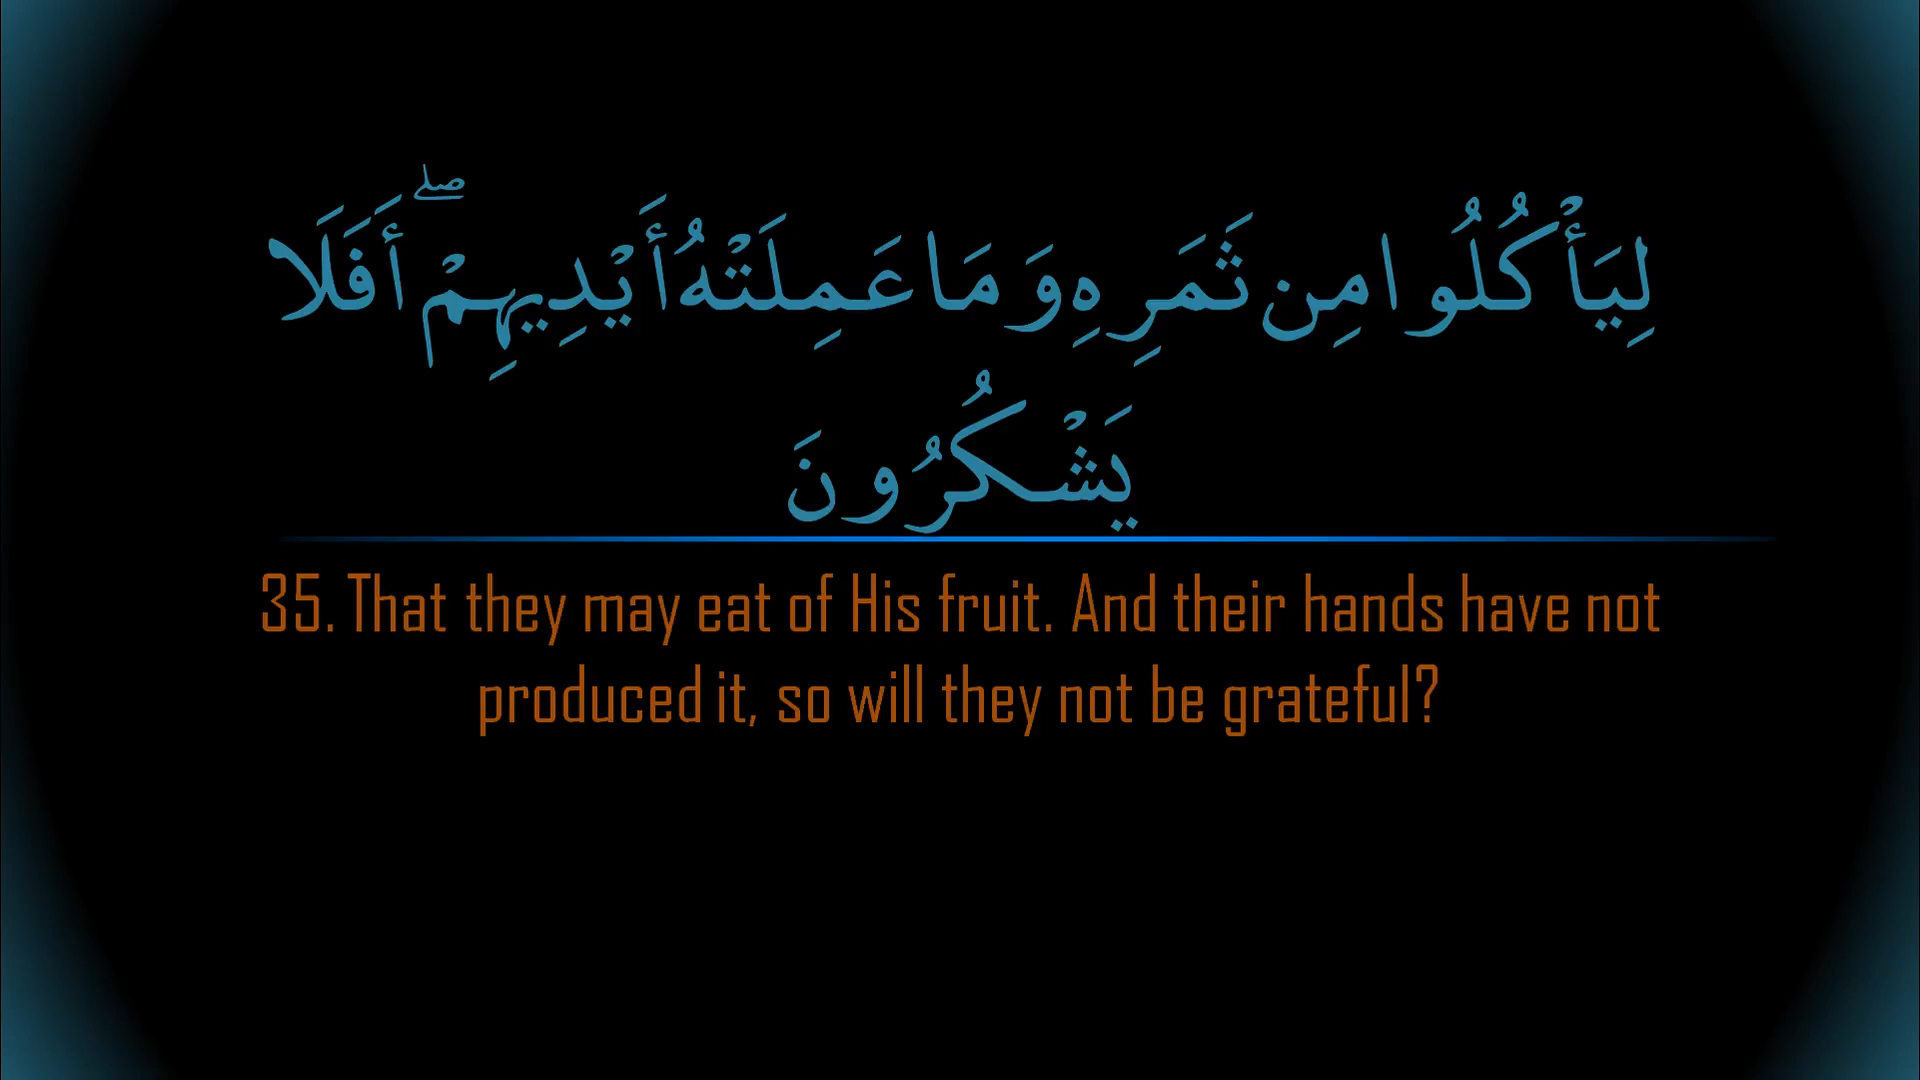 لِيَأْكُلُوا مِن ثَمَرِهِ وَمَا عَمِلَتْهُ أَيْدِيهِمْ ۖ أَفَلَا
يَشْكُرُونَ
35. That they may eat of His fruit. And their hands have not
produced it, so will they not be grateful?